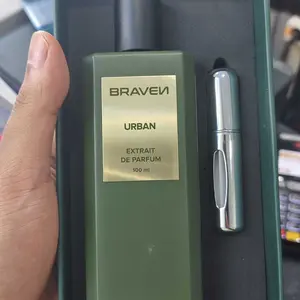 BRAVEN
URBAN
EXTRAIT
DE PARFUM
100 ml